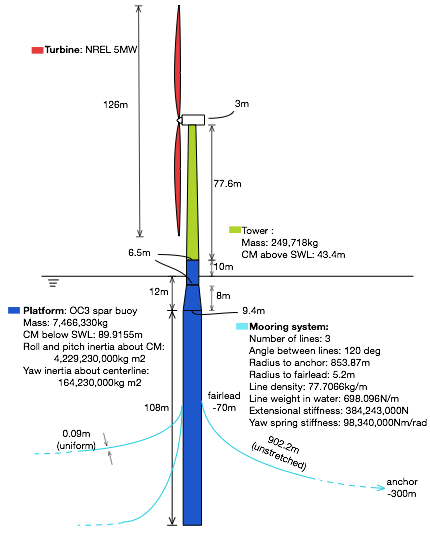 Turbine: NREL 5MW
126m
3m
77.6m
Tower :
Mass: 249,718kg
CM above SWL: 43.4m
6.5m
10m
12m
8m
9.4m
Platform: OC3 spar buoy
Mass: 7,466,330kg
CM below SWL: 89.9155m
Roll and pitch inertia about CM:
4,229,230,000kg m2
Yaw inertia about centerline:
164,230,000kg m2
Mooring system:
Number of lines: 3
Angle between lines: 120 deg
Radius to anchor: 853.87m
Radius to fairlead: 5.2m
Line density: 77.7066kg/m
Line weight in water: 698.096N/m
Extensional stiffness: 384,243,000N
Yaw spring stiffness: 98,340,000Nm/rad
108m
fairlead
-70m
0.09m
(uniform)
902.2m
(unstretched)
anchor
-300m